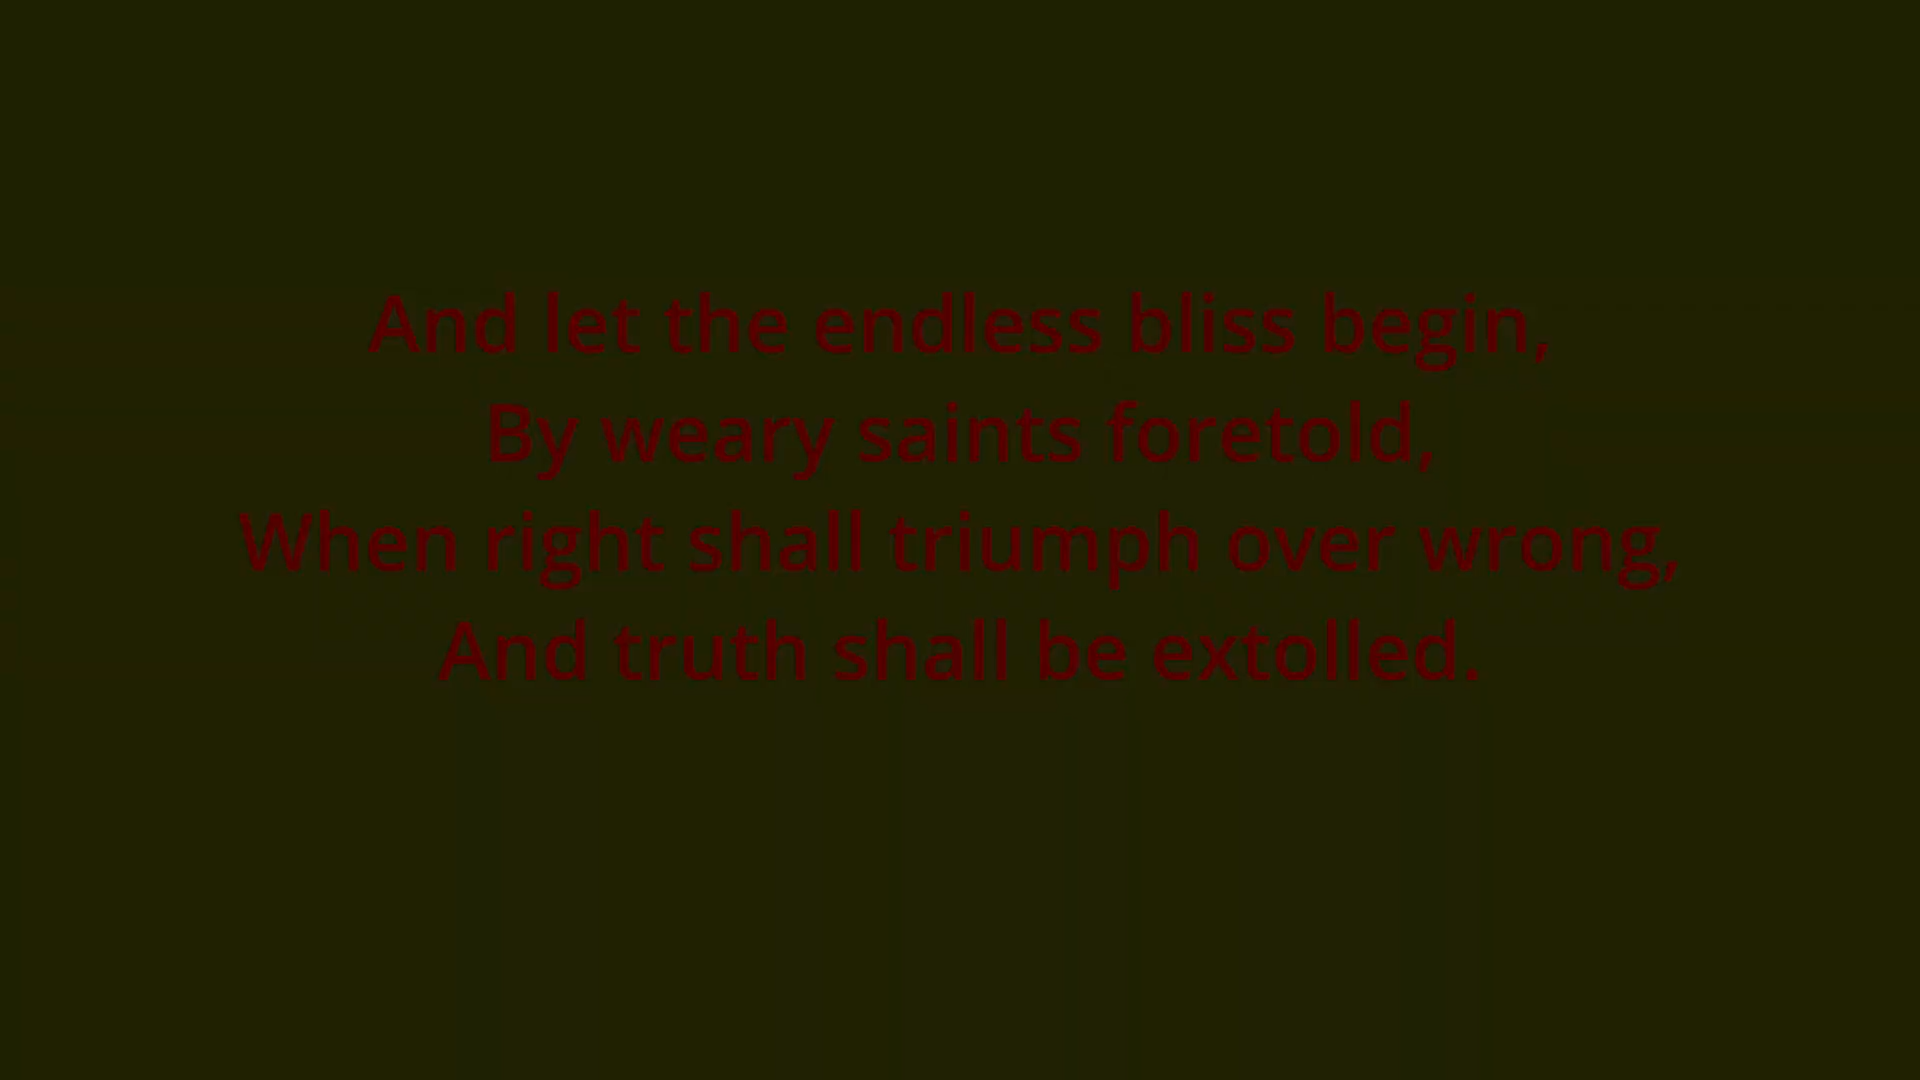 And let the endless bliss begin,
By weary saints foretold,
When right shall triumph over wrong,
And truth shall be extolled.